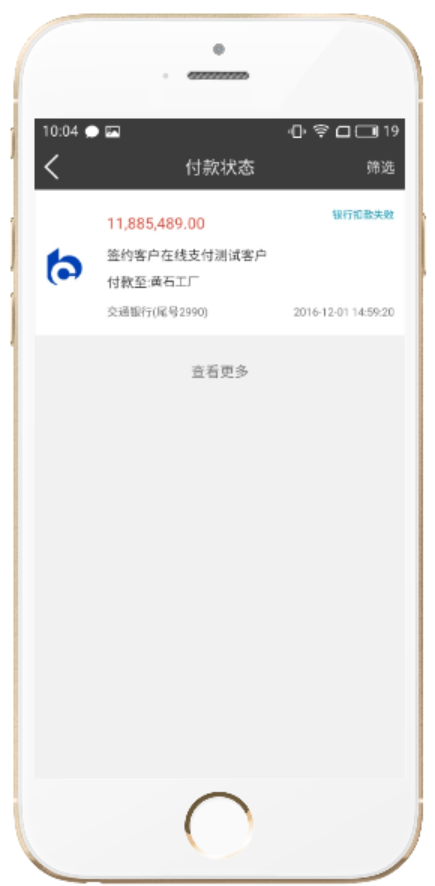 10:04
19
付款状态
筛选
11,885,489.00
银行扣款失败
签约客户在线支付测试客户
付款至:黄石工厂
交通银行(尾号2990)
2016-12-01 14:59:20
查看更多